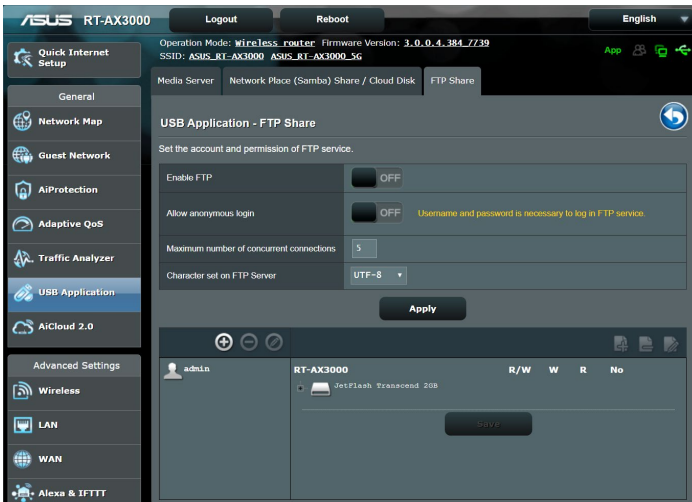 ASUS RT-AX3000 Logout Reboot English
Operation Mode: Wireless router Firmware Version: 3.0.0.4.384_7739
SSID: ASUS_RT-AX3000 ASUS_RT-AX3000_5G App
Quick Internet
Setup
General
Network Map
Guest Network
AiProtection
Adaptive QoS
Traffic Analyzer
USB Application
AiCloud 2.0
Advanced Settings
Wireless
LAN
WAN
Alexa & IFTTT
Media Server Network Place (Samba) Share / Cloud Disk FTP Share
USB Application - FTP Share
Set the account and permission of FTP service.
Enable FTP OFF
Allow anonymous login OFF Username and password is necessary to log in FTP service.
Maximum number of concurrent connections 5
Character set on FTP Server UTF-8
Apply
admin
RT-AX3000 R/W W R No
JetFlash Transcend 2GB
Save